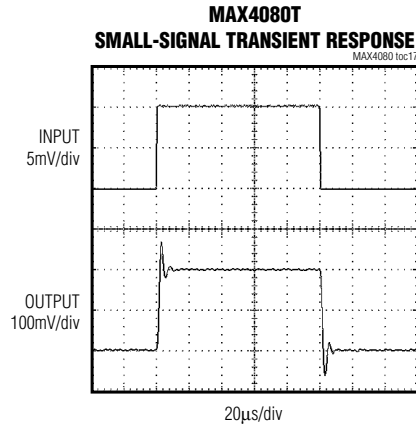 MAX4080T
SMALL-SIGNAL TRANSIENT RESPONSE
MAX4080 toc17
INPUT
5mV/div
OUTPUT
100mV/div
20μs/div